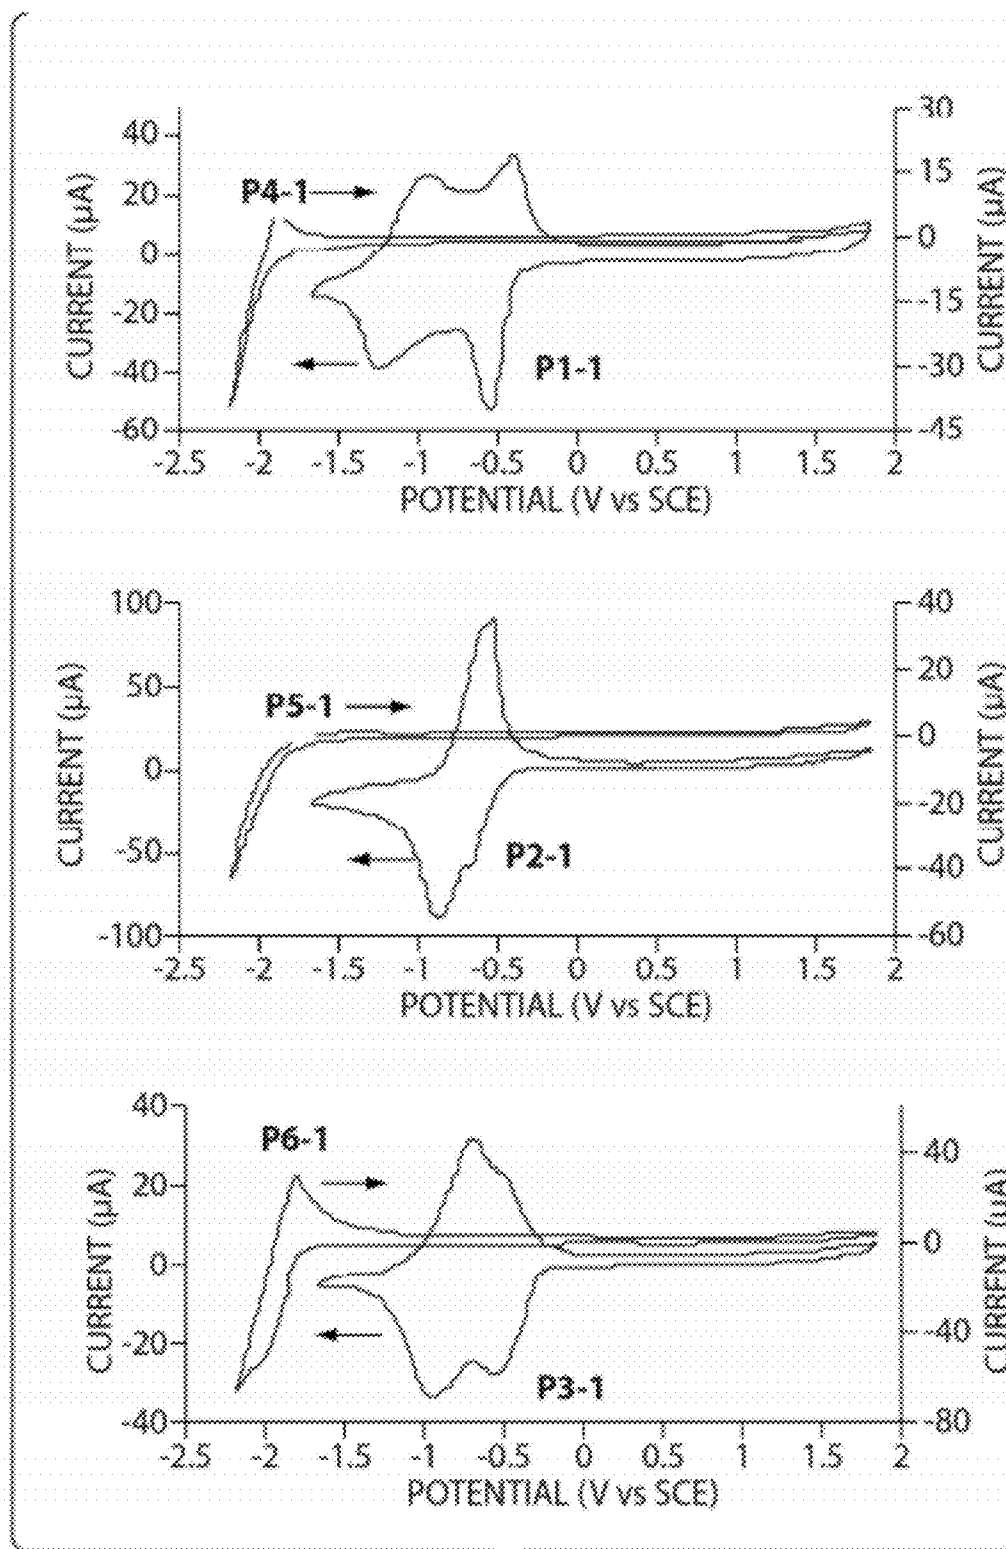 CURRENT (µA)
40
20
0
-20
-40
-60
P4-1
P1-1
30
15
0
-15
-30
-45
CURRENT (µA)
-2.5 -2 -1.5 -1 -0.5 0 0.5 1 1.5 2
POTENTIAL (V vs SCE)
CURRENT (µA)
100
50
0
-50
-100
P5-1
P2-1
40
20
0
-20
-40
-60
CURRENT (µA)
-2.5 -2 -1.5 -1 -0.5 0 0.5 1 1.5 2
POTENTIAL (V vs SCE)
CURRENT (µA)
40
20
0
-20
-40
P6-1
P3-1
40
0
-40
-80
CURRENT (µA)
-2.5 -2 -1.5 -1 -0.5 0 0.5 1 1.5 2
POTENTIAL (V vs SCE)